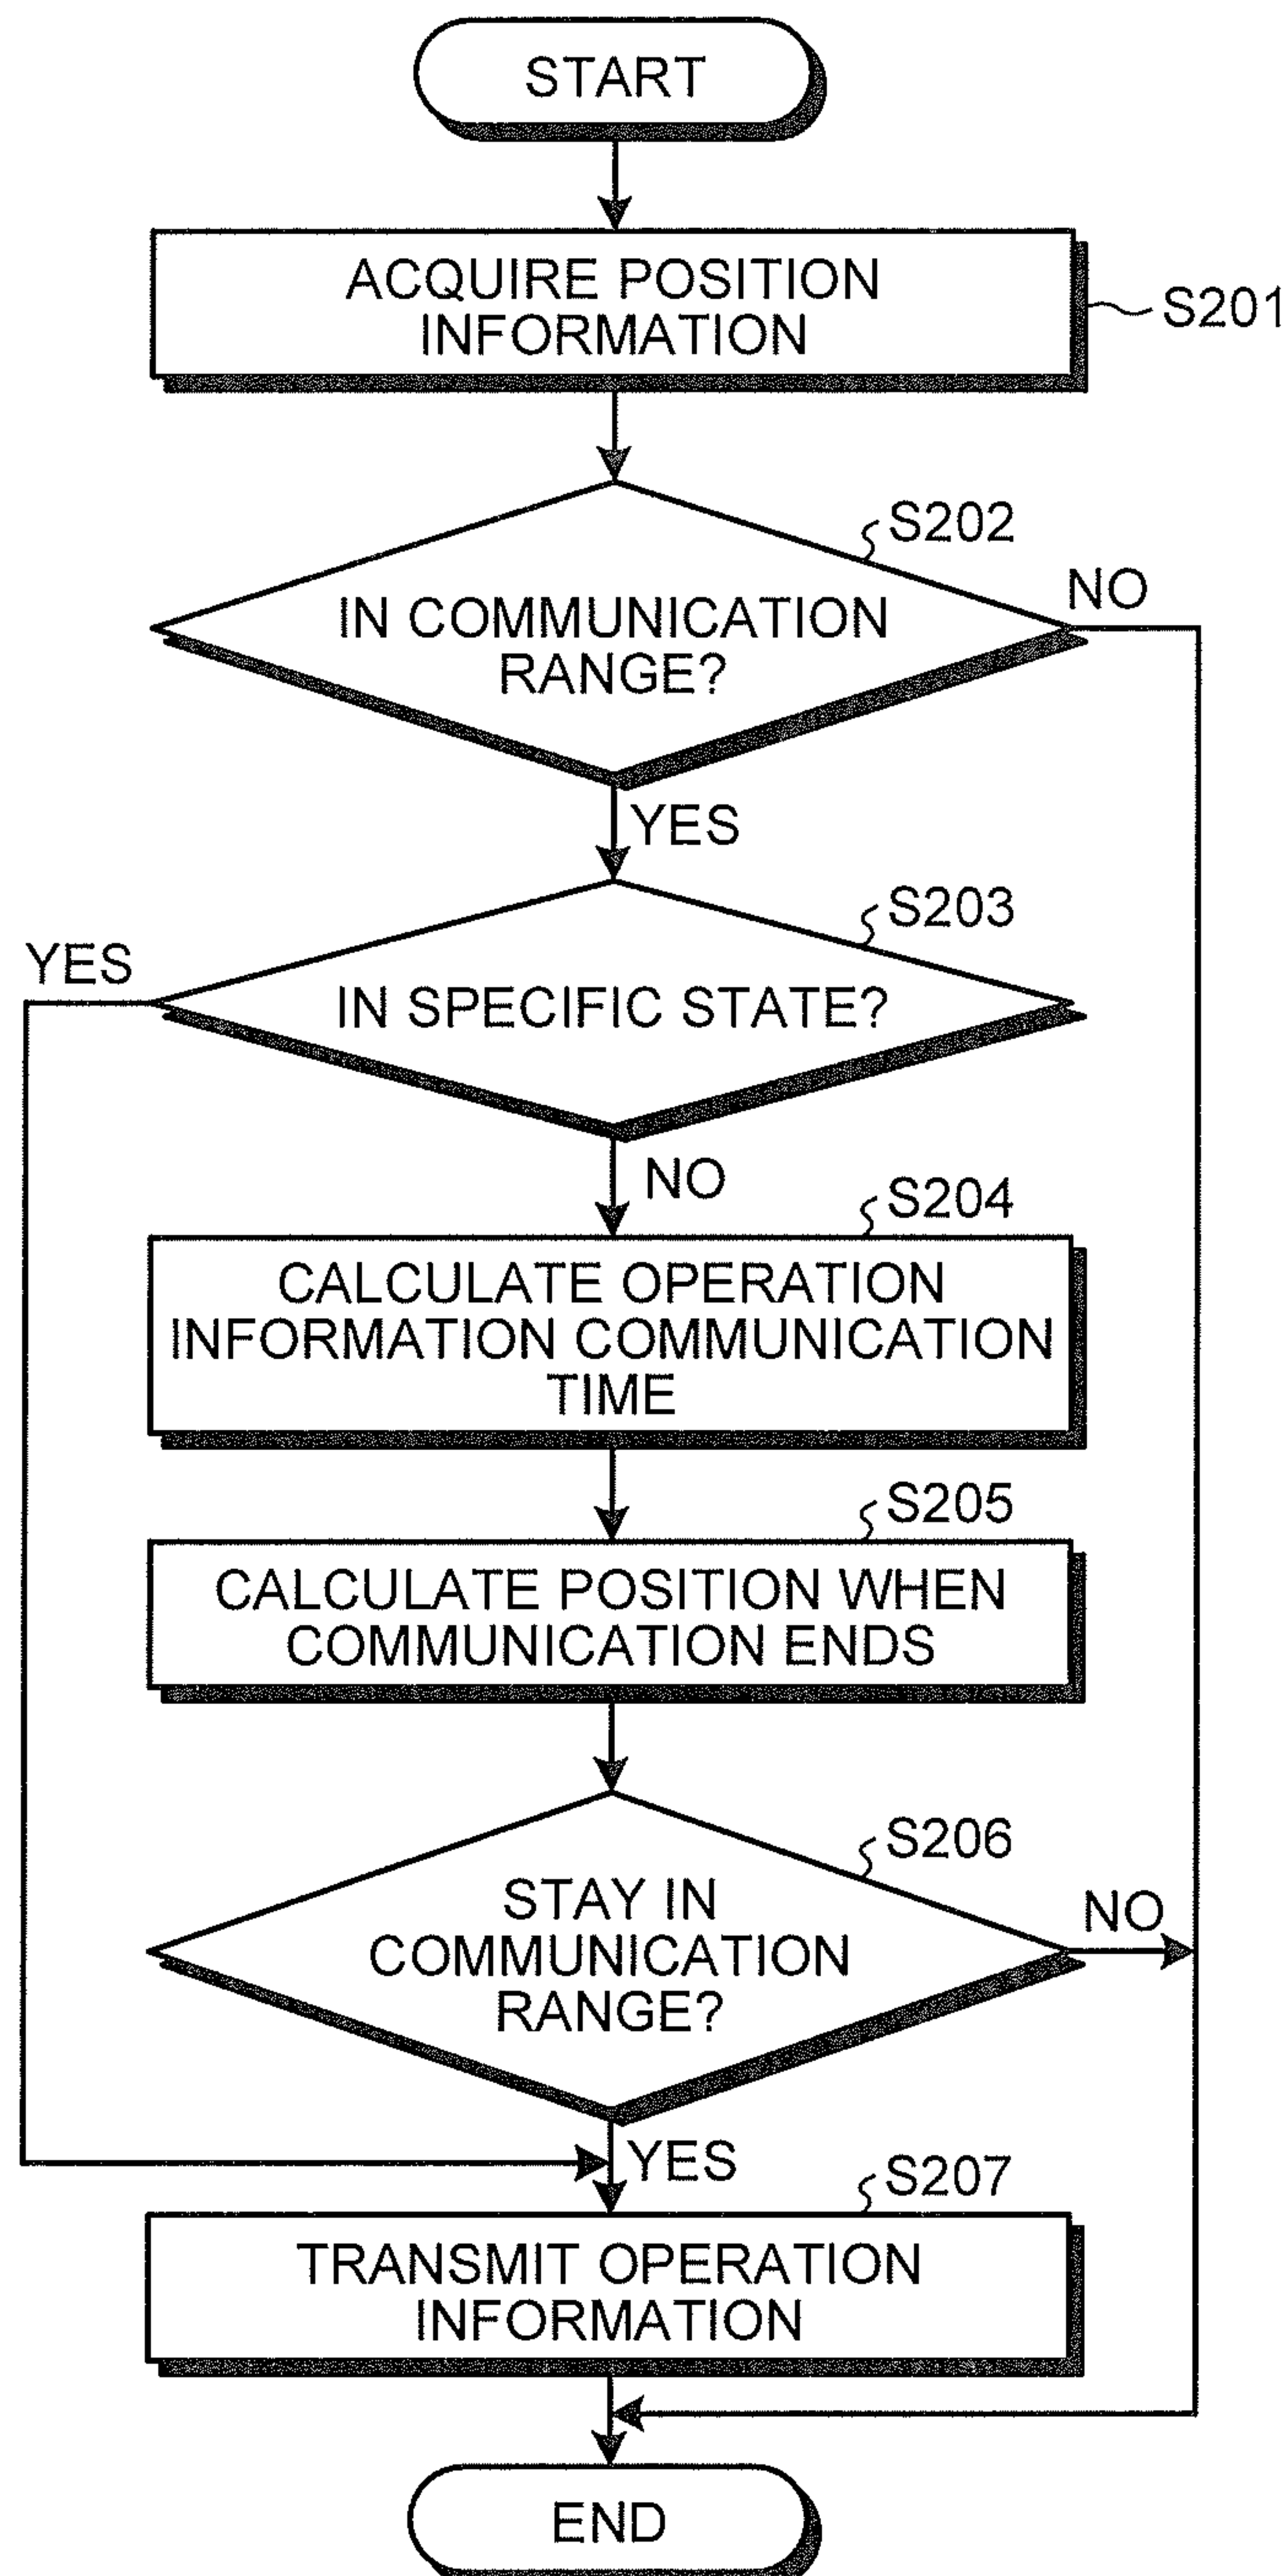 START
ACQUIRE POSITION
INFORMATION
S201
S202
IN COMMUNICATION
RANGE?
NO
YES
S203
YES
IN SPECIFIC STATE?
NO
S204
CALCULATE OPERATION
INFORMATION COMMUNICATION
TIME
S205
CALCULATE POSITION WHEN
COMMUNICATION ENDS
S206
STAY IN
COMMUNICATION
RANGE?
NO
YES
S207
TRANSMIT OPERATION
INFORMATION
END